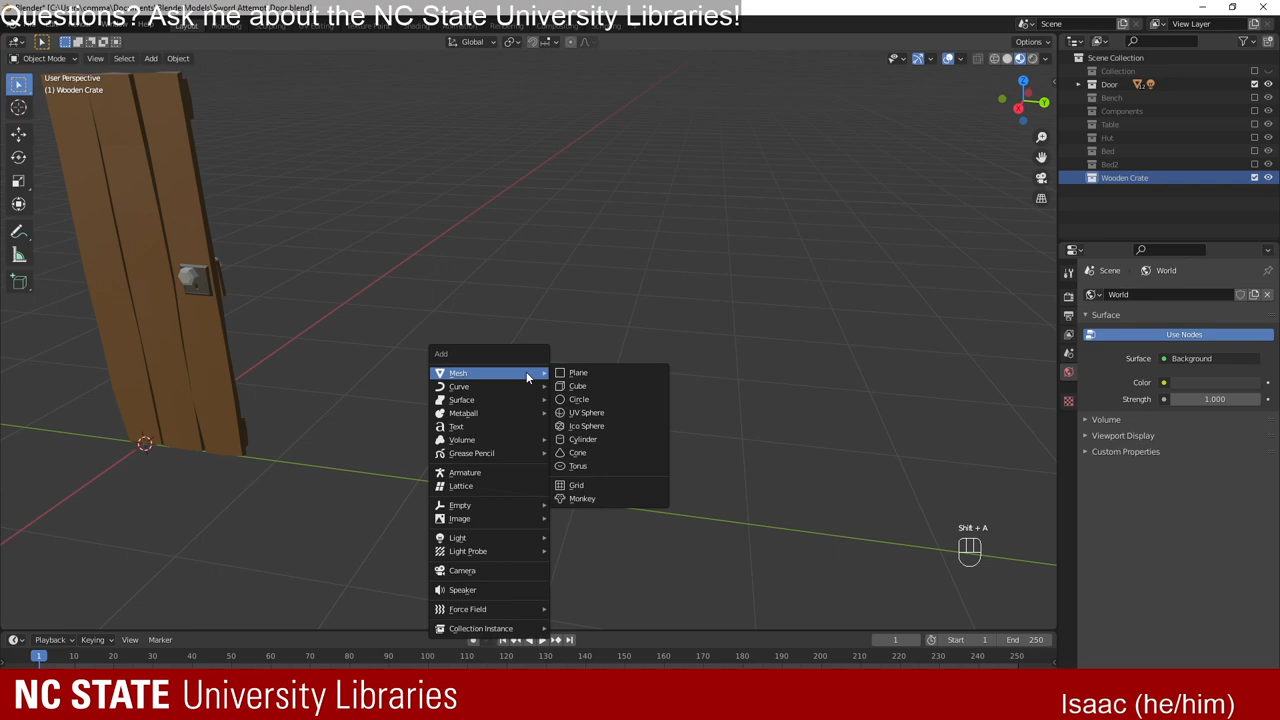 Questions? Ask me about the NC State University Libraries!
Scene
View Layer
Object Mode
View
Select
Add
Object
Global
Options
User Perspective
(1) Wooden Crate
X
Y
Z
Scene Collection
Collection
Door
12
Bench
Components
Table
Hut
Bed
Bed2
Wooden Crate
Scene
World
World
Surface
Use Nodes
Surface
Background
Color
Strength
1.000
Volume
Viewport Display
Custom Properties
Add
Mesh
Curve
Surface
Metaball
Text
Volume
Grease Pencil
Armature
Lattice
Empty
Image
Light
Light Probe
Camera
Speaker
Force Field
Collection Instance
Plane
Cube
Circle
UV Sphere
Ico Sphere
Cylinder
Cone
Torus
Grid
Monkey
Shift + A
Playback
Keying
View
Marker
1
Start 1
End 250
1 10 20 30 40 50 60 70 80 90 100 110 120 130 140 150 160 170 180 190 200 210 220 230 240 250
NC STATE University Libraries
Isaac (he/him)